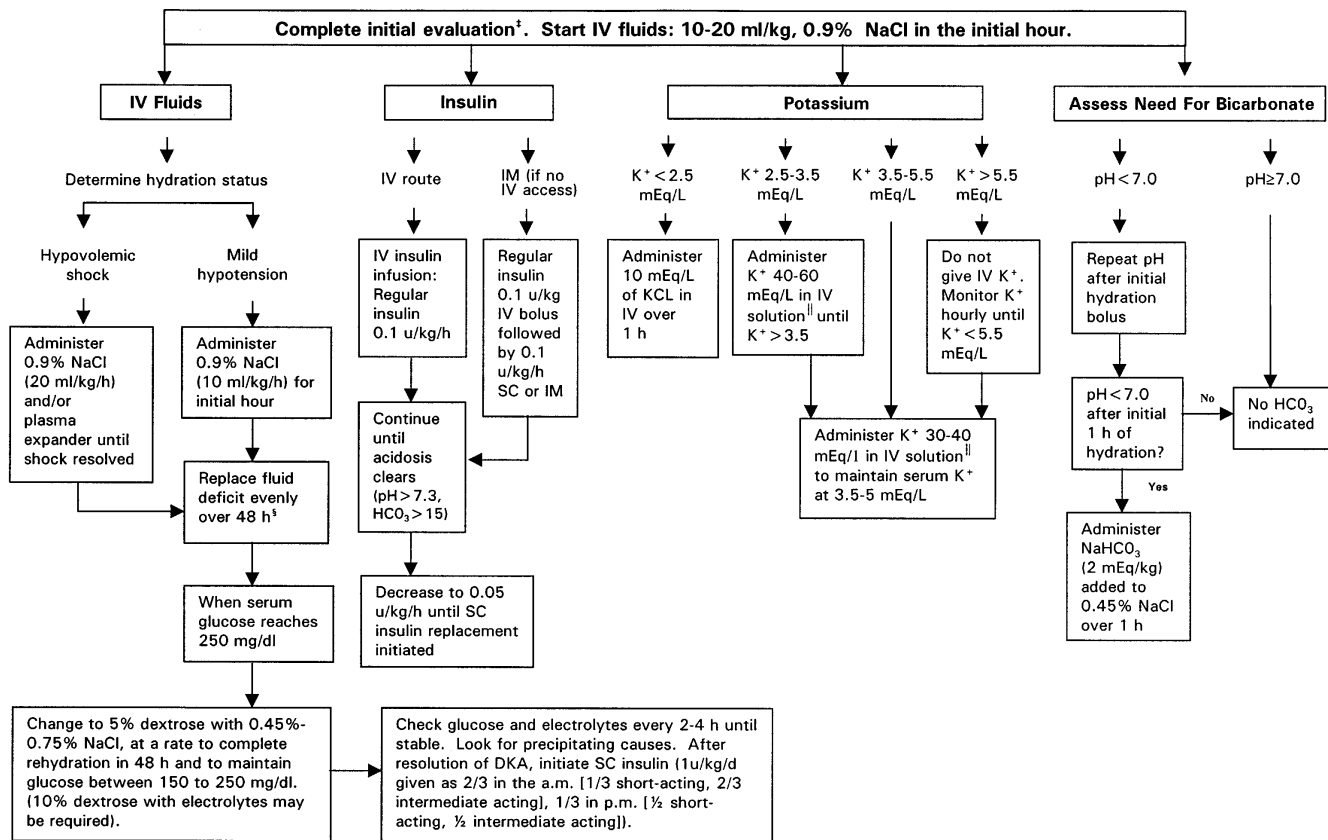 Complete initial evaluation‡. Start IV fluids: 10-20 ml/kg, 0.9% NaCl in the initial hour.
IV Fluids
Determine hydration status
Hypovolemic
shock
Mild
hypotension
Administer
0.9% NaCl
(20 ml/kg/h)
and/or
plasma
expander until
shock resolved
Administer
0.9% NaCl
(10 ml/kg/h) for
initial hour
Replace fluid
deficit evenly
over 48 h§
When serum
glucose reaches
250 mg/dl
Change to 5% dextrose with 0.45%-
0.75% NaCl, at a rate to complete
rehydration in 48 h and to maintain
glucose between 150 to 250 mg/dl.
(10% dextrose with electrolytes may
be required).
Insulin
IV route
IM (if no
IV access)
IV insulin
infusion:
Regular
insulin
0.1 u/kg/h
Regular
insulin
0.1 u/kg
IV bolus
followed
by 0.1
u/kg/h
SC or IM
Continue
until
acidosis
clears
(pH>7.3,
HCO₃>15)
Decrease to 0.05
u/kg/h until SC
insulin replacement
initiated
Check glucose and electrolytes every 2-4 h until
stable. Look for precipitating causes. After
resolution of DKA, initiate SC insulin (1u/kg/d
given as 2/3 in the a.m. [1/3 short-acting, 2/3
intermediate acting], 1/3 in p.m. [½ short-
acting, ½ intermediate acting]).
Potassium
K⁺ <2.5
mEq/L
K⁺ 2.5-3.5
mEq/L
K⁺ 3.5-5.5
mEq/L
K⁺>5.5
mEq/L
Administer
10 mEq/L
of KCL in
IV over
1 h
Administer
K⁺ 40-60
mEq/L in IV
solution|| until
K⁺>3.5
Do not
give IV K⁺.
Monitor K⁺
hourly until
K⁺<5.5
mEq/L
Administer K⁺ 30-40
mEq/l in IV solution||
to maintain serum K⁺
at 3.5-5 mEq/L
Assess Need For Bicarbonate
pH<7.0
pH≥7.0
Repeat pH
after initial
hydration
bolus
pH<7.0
after initial
1 h of
hydration?
No
No HCO₃
indicated
Yes
Administer
NaHCO₃
(2 mEq/kg)
added to
0.45% NaCl
over 1 h